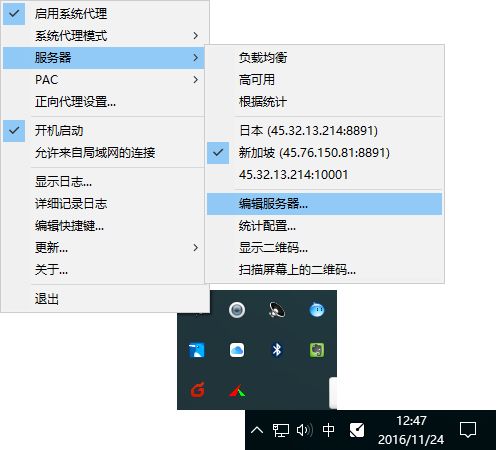 启用系统代理
系统代理模式
服务器
PAC
正向代理设置...
开机启动
允许来自局域网的连接
显示日志...
详细记录日志
编辑快捷键...
更新...
关于...
退出
负载均衡
高可用
根据统计
日本 (45.32.13.214:8891)
新加坡 (45.76.150.81:8891)
45.32.13.214:10001
编辑服务器...
统计配置...
显示二维码...
扫描屏幕上的二维码...
中
12:47
2016/11/24